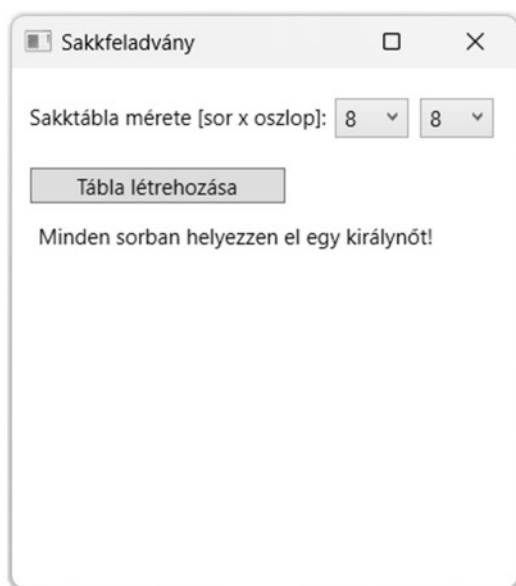 Sakkfeladvány
Sakktábla mérete [sor x oszlop]: 8 8
Tábla létrehozása
Minden sorban helyezzen el egy királynőt!